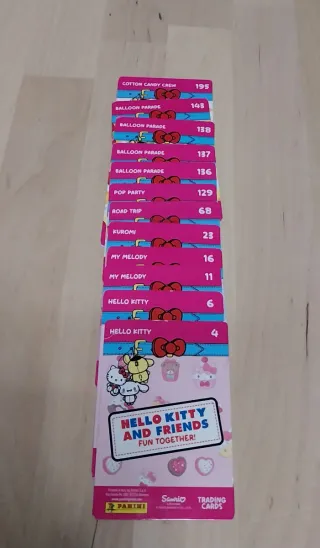 COTTON CANDY CREW 195
BALLOON PARADE 143
BALLOON PARADE 138
BALLOON PARADE 137
BALLOON PARADE 136
POP PARTY 129
ROAD TRIP 68
KUROMI 23
MY MELODY 16
MY MELODY 11
HELLO KITTY 6
HELLO KITTY 4
HELLO KITTY
AND FRIENDS
FUN TOGETHER!
PANINI
Sanrio
TRADING
CARDS